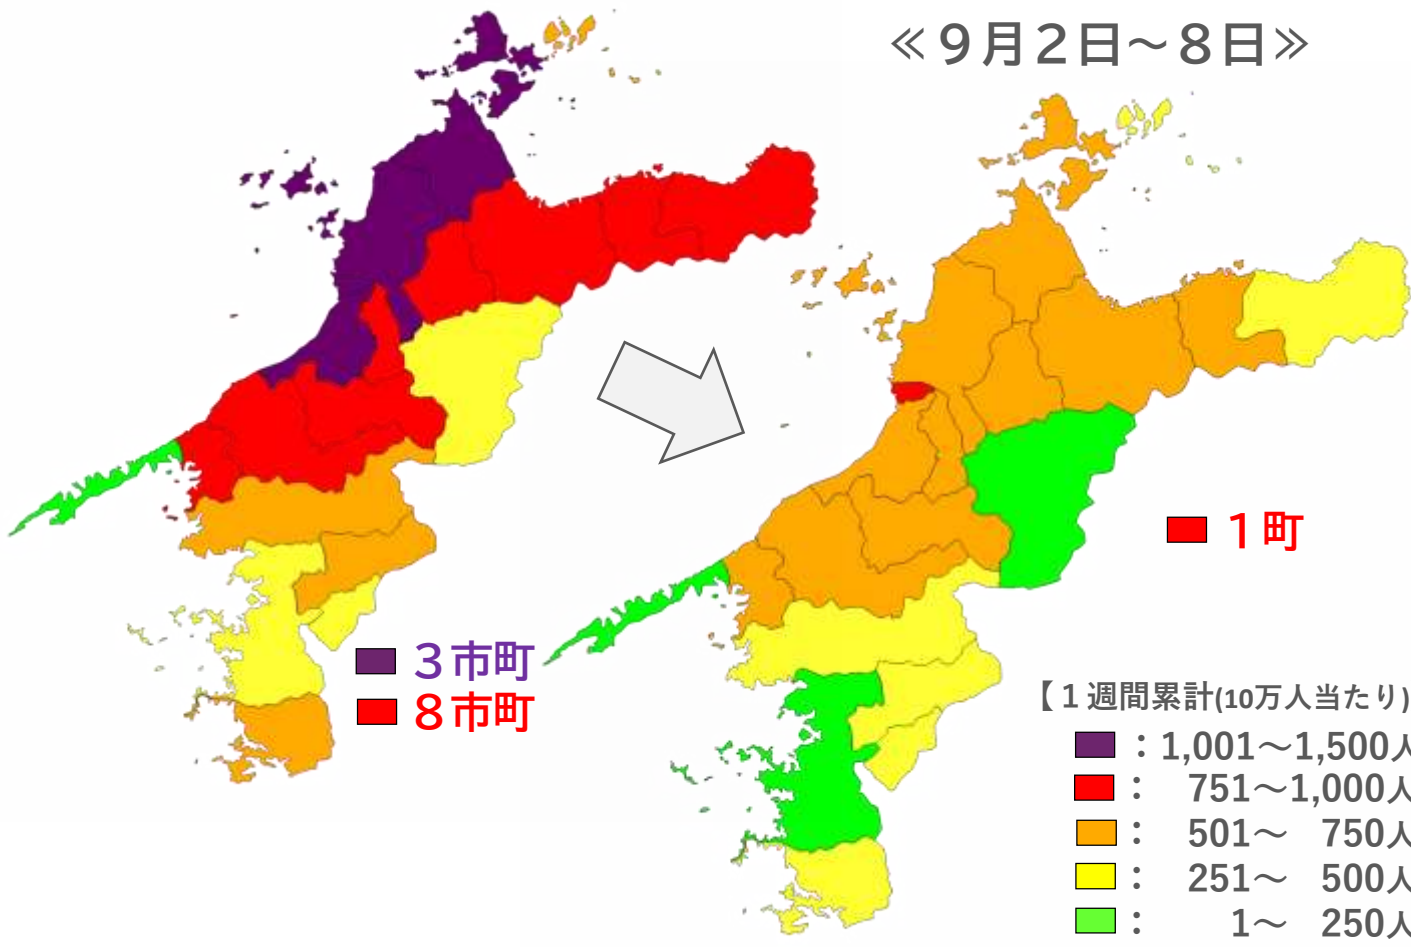 ≪９月２日～８日≫
１町
３市町
８市町
【１週間累計(10万人当たり)
：1,001～1,500人
： 751～1,000人
： 501～ 750人
： 251～ 500人
： 1～ 250人